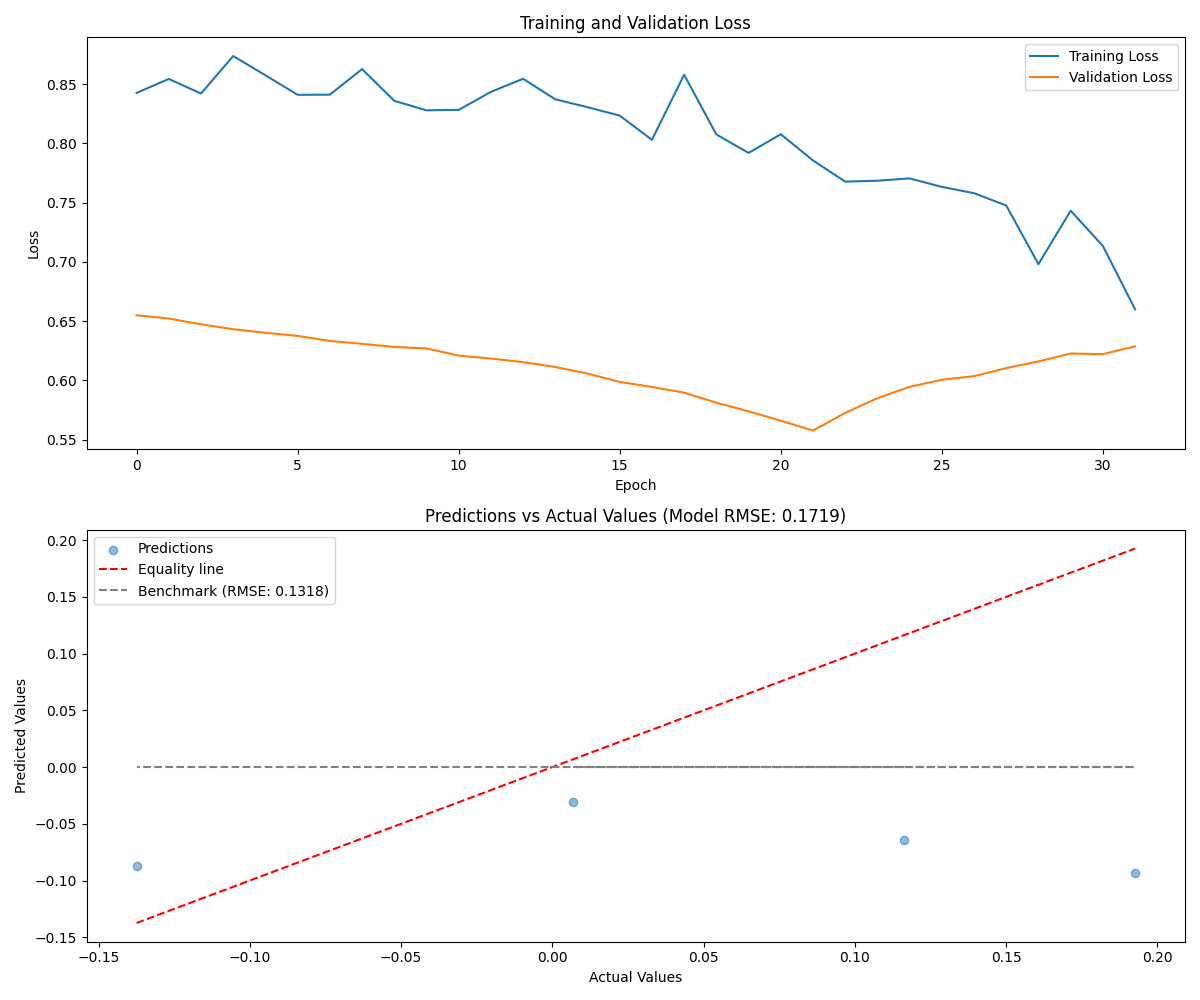 Training and Validation Loss
Training Loss
Validation Loss
0.85
0.80
0.75
0.70
0.65
0.60
0.55
Loss
0 5 10 15 20 25 30
Epoch
Predictions vs Actual Values (Model RMSE: 0.1719)
Predictions
Equality line
Benchmark (RMSE: 0.1318)
0.20
0.15
0.10
0.05
0.00
−0.05
−0.10
−0.15
Predicted Values
−0.15 −0.10 −0.05 0.00 0.05 0.10 0.15 0.20
Actual Values